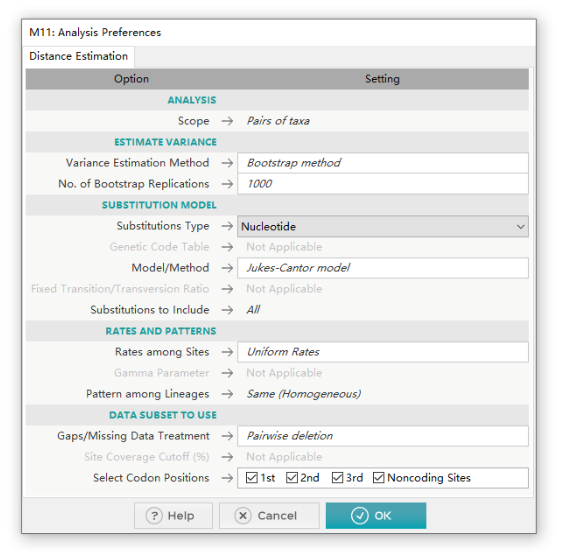 M11: Analysis Preferences
Distance Estimation
Option Setting
ANALYSIS
Scope → Pairs of taxa
ESTIMATE VARIANCE
Variance Estimation Method → Bootstrap method
No. of Bootstrap Replications → 1000
SUBSTITUTION MODEL
Substitutions Type → Nucleotide
Genetic Code Table → Not Applicable
Model/Method → Jukes-Cantor model
Fixed Transition/Transversion Ratio → Not Applicable
Substitutions to Include → All
RATES AND PATTERNS
Rates among Sites → Uniform Rates
Gamma Parameter → Not Applicable
Pattern among Lineages → Same (Homogeneous)
DATA SUBSET TO USE
Gaps/Missing Data Treatment → Pairwise deletion
Site Coverage Cutoff (%) → Not Applicable
Select Codon Positions → 1st 2nd 3rd Noncoding Sites
? Help Cancel OK